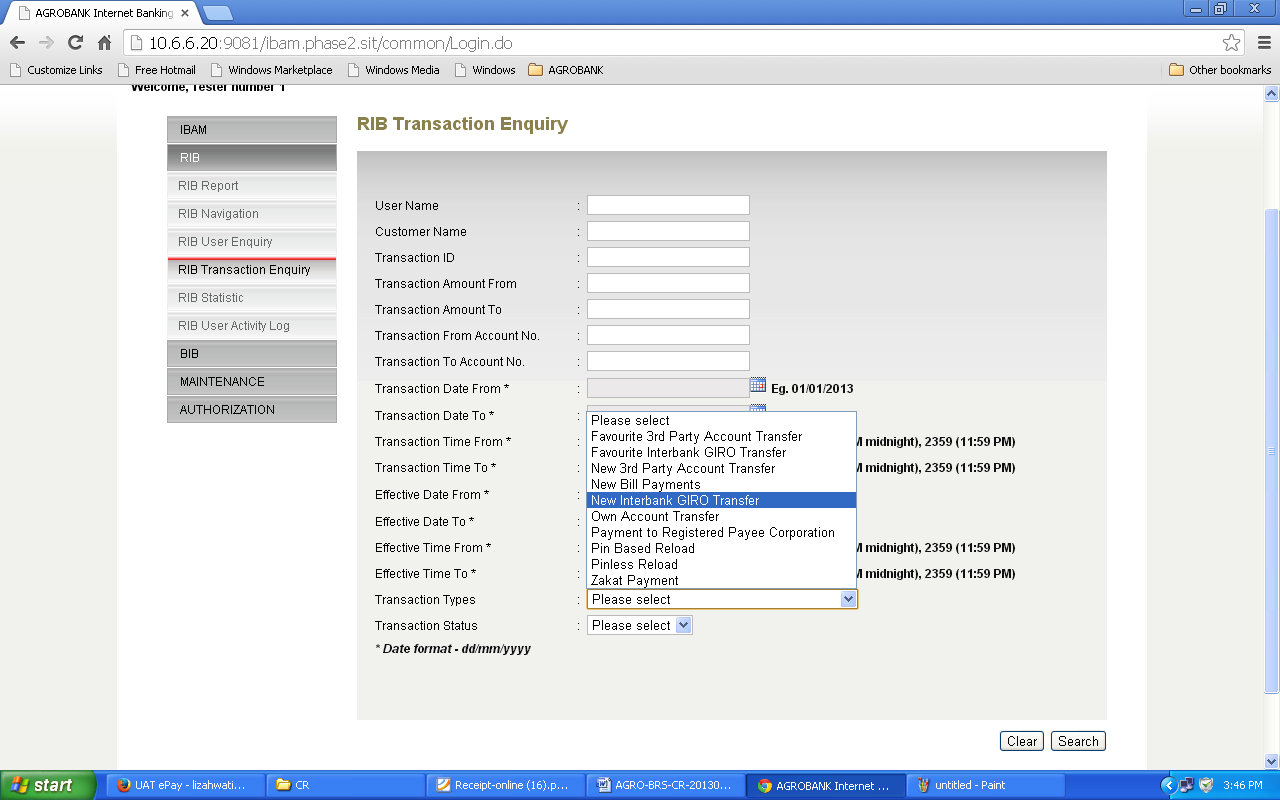 AGROBANK Internet Banking
10.6.6.20:9081/ibam.phase2.sit/common/Login.do
Customize Links Free Hotmail Windows Marketplace Windows Media Windows AGROBANK Other bookmarks
Welcome, Tester number 1
IBAM
RIB
RIB Report
RIB Navigation
RIB User Enquiry
RIB Transaction Enquiry
RIB Statistic
RIB User Activity Log
BIB
MAINTENANCE
AUTHORIZATION
RIB Transaction Enquiry
User Name :
Customer Name :
Transaction ID :
Transaction Amount From :
Transaction Amount To :
Transaction From Account No. :
Transaction To Account No. :
Transaction Date From * : Eg. 01/01/2013
Transaction Date To * :
Transaction Time From * : midnight), 2359 (11:59 PM)
Transaction Time To * : midnight), 2359 (11:59 PM)
Effective Date From * :
Effective Date To * :
Effective Time From * : midnight), 2359 (11:59 PM)
Effective Time To * : midnight), 2359 (11:59 PM)
Please select
Favourite 3rd Party Account Transfer
Favourite Interbank GIRO Transfer
New 3rd Party Account Transfer
New Bill Payments
New Interbank GIRO Transfer
Own Account Transfer
Payment to Registered Payee Corporation
Pin Based Reload
Pinless Reload
Zakat Payment
Transaction Types : Please select
Transaction Status : Please select
* Date format - dd/mm/yyyy
Clear Search
start UAT ePay - lizahwati... CR Receipt-online (16).p... AGRO-BRS-CR-20130... AGROBANK Internet ... untitled - Paint 3:46 PM